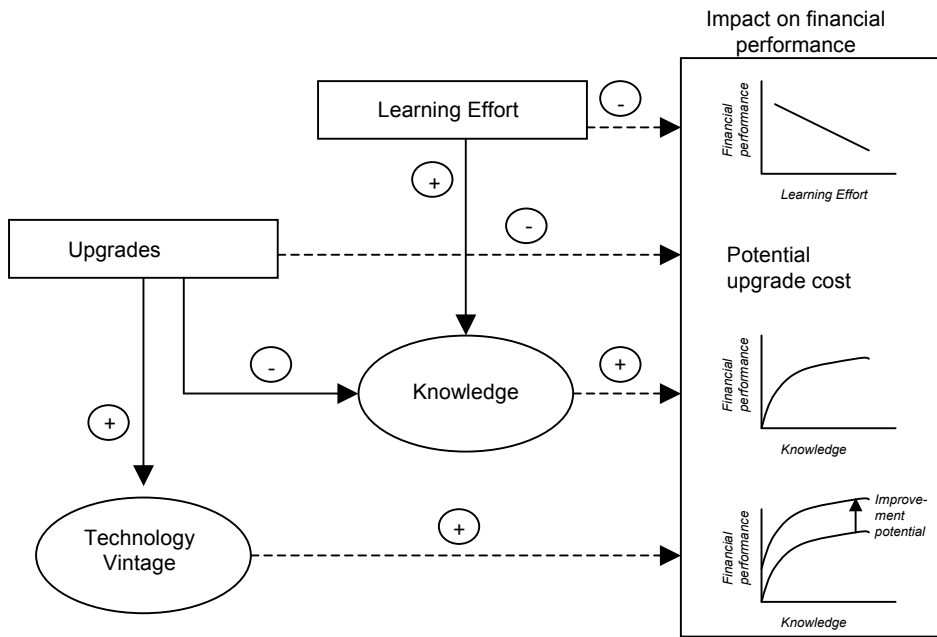 Impact on financial
performance
Learning Effort
-
Financial
performance
Learning Effort
+
-
Upgrades
Potential
upgrade cost
-
Knowledge
+
Financial
performance
Knowledge
+
Technology
Vintage
+
Improve-
ment
potential
Financial
performance
Knowledge